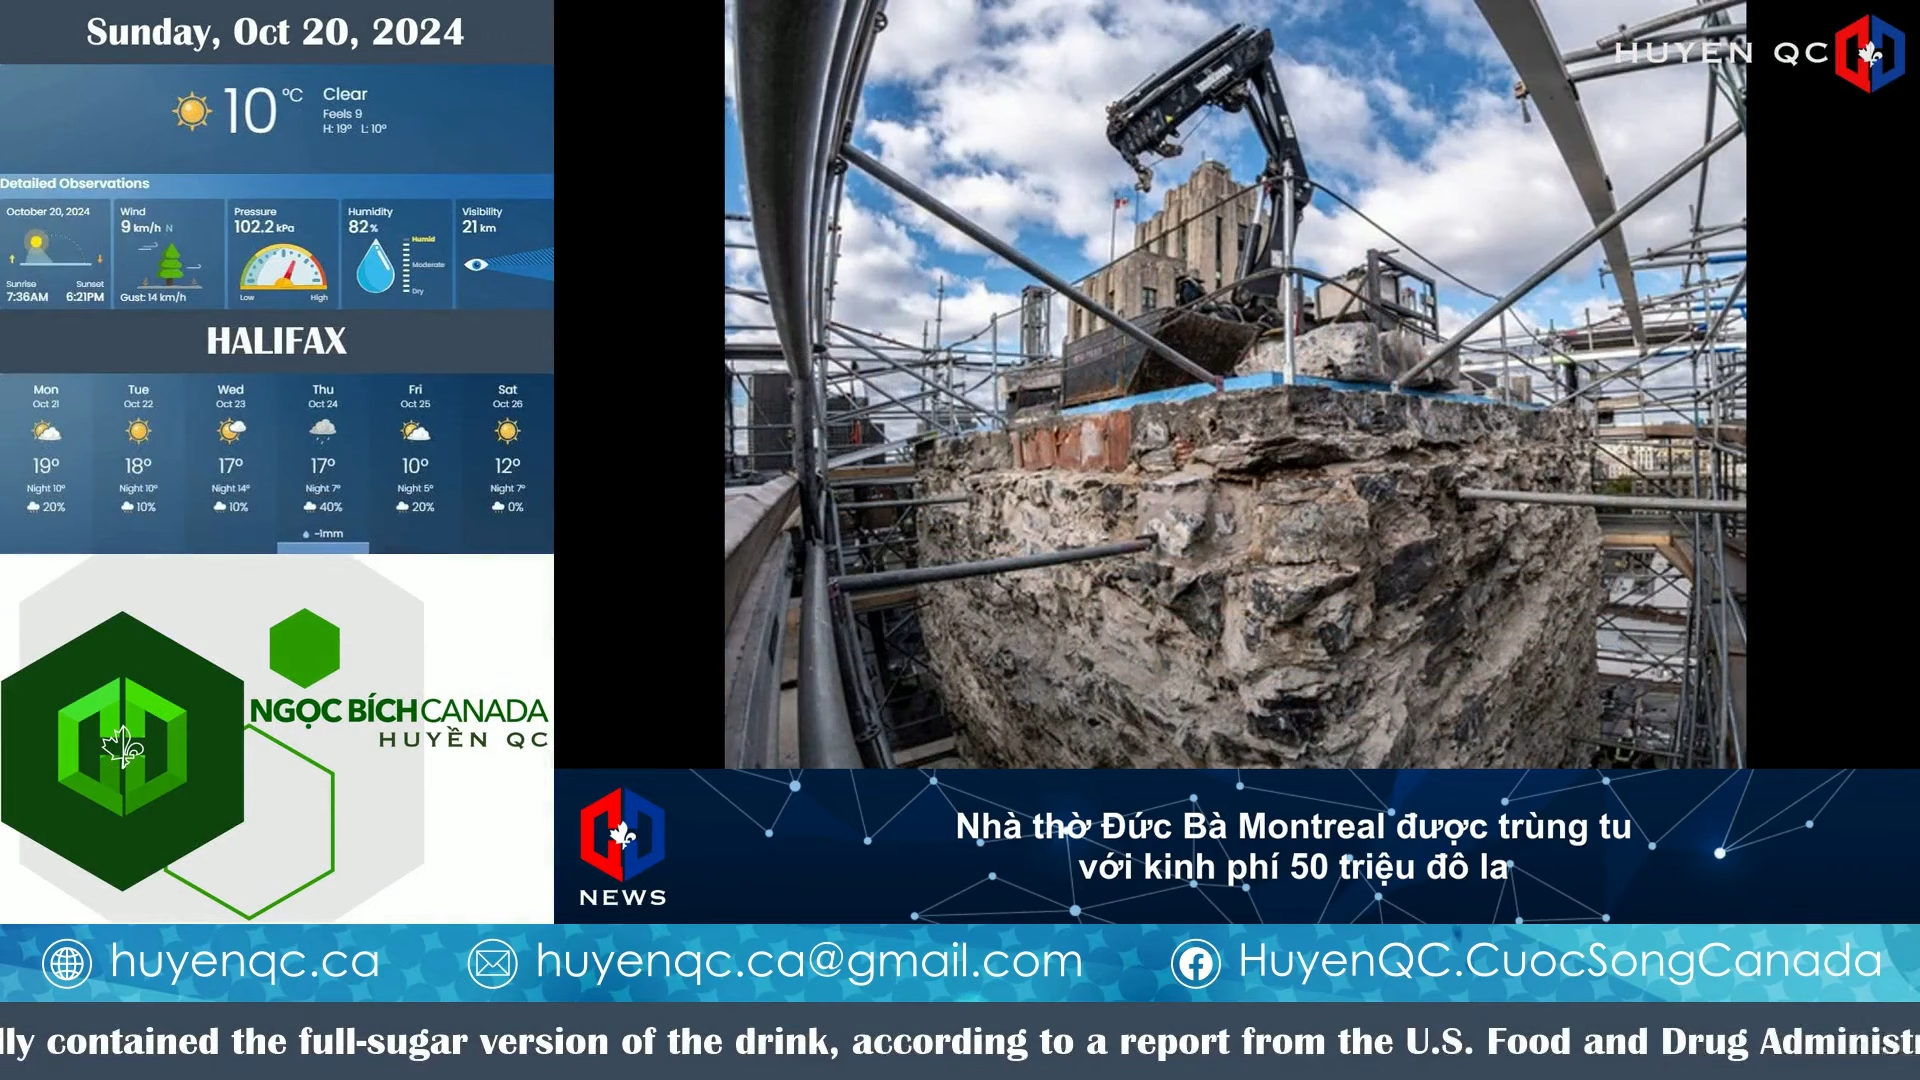 Sunday, Oct 20, 2024
10°C
Clear
Feels 9
H: 19° L: 10°
Detailed Observations
October 20, 2024
Sunrise Sunset
7:36AM 6:21PM
Wind
9 km/h N
Gust: 14 km/h
Pressure
102.2 kPa
Low High
Humidity
82%
Humid
Moderate
Dry
Visibility
21 km
HALIFAX
Mon Tue Wed Thu Fri Sat
Oct 21 Oct 22 Oct 23 Oct 24 Oct 25 Oct 26
19° 18° 17° 17° 10° 12°
Night 10° Night 10° Night 14° Night 7° Night 5° Night 7°
20% 10% 10% 40% 20% 0%
~1mm
NGỌC BÍCH CANADA
HUYỀN QC
HUYEN QC
NEWS
Nhà thờ Đức Bà Montreal được trùng tu
với kinh phí 50 triệu đô la
huyenqc.ca huyenqc.ca@gmail.com HuyenQC.CuocSongCanada
lly contained the full-sugar version of the drink, according to a report from the U.S. Food and Drug Administr